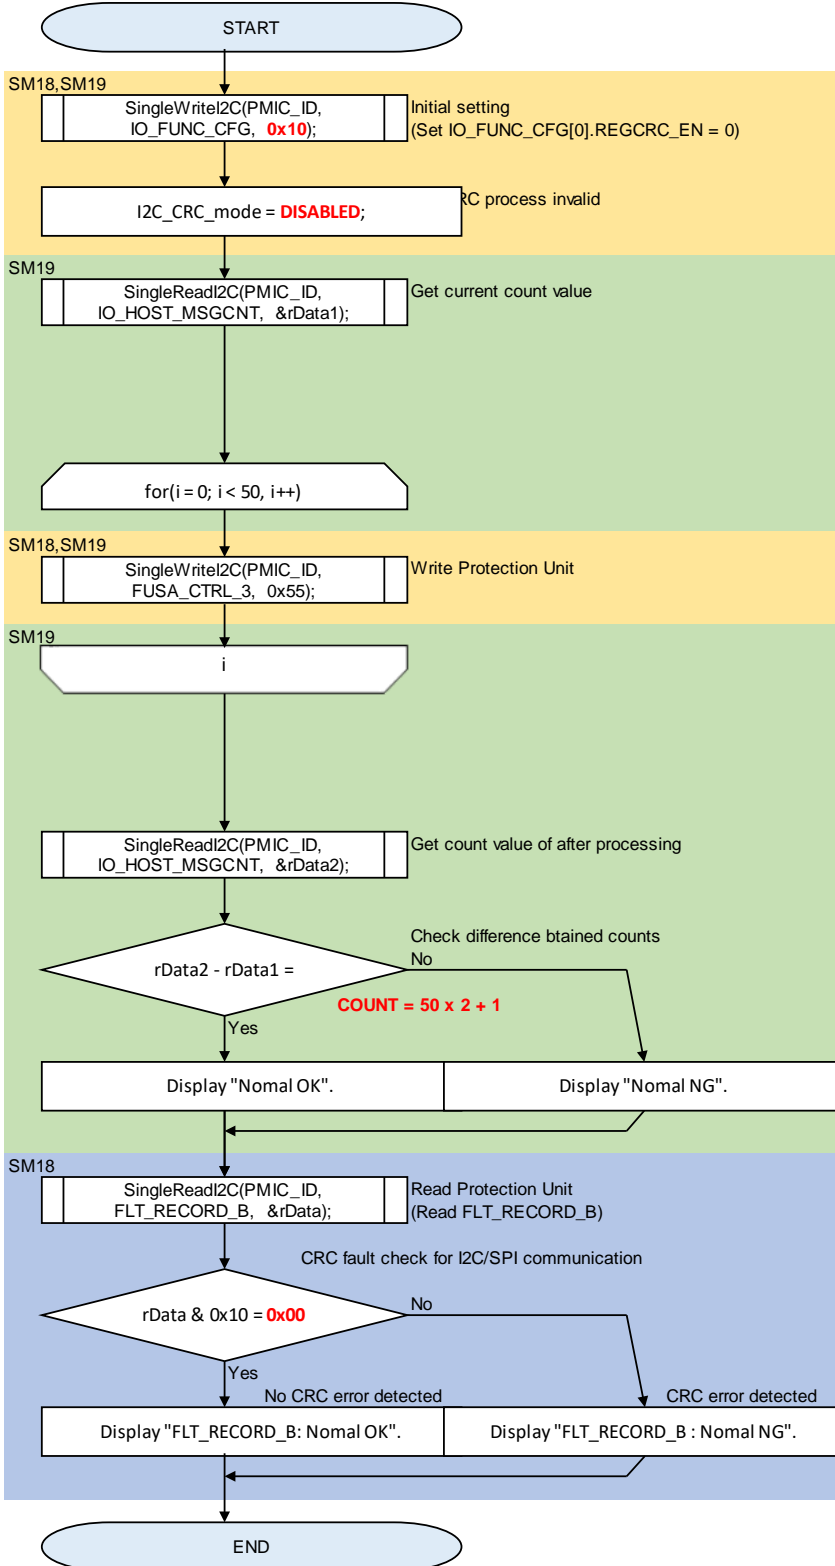 START
SM18,SM19
SingleWriteI2C(PMIC_ID,
IO_FUNC_CFG, 0x10);
Initial setting
(Set IO_FUNC_CFG[0].REGCRC_EN = 0)
I2C_CRC_mode = DISABLED;
RC process invalid
SM19
SingleReadI2C(PMIC_ID,
IO_HOST_MSGCNT, &rData1);
Get current count value
for(i = 0; i < 50, i++)
SM18,SM19
SingleWriteI2C(PMIC_ID,
FUSA_CTRL_3, 0x55);
Write Protection Unit
SM19
i
SingleReadI2C(PMIC_ID,
IO_HOST_MSGCNT, &rData2);
Get count value of after processing
Check difference btained counts
rData2 - rData1 =
No
COUNT = 50 x 2 + 1
Yes
Display "Nomal OK".
Display "Nomal NG".
SM18
SingleReadI2C(PMIC_ID,
FLT_RECORD_B, &rData);
Read Protection Unit
(Read FLT_RECORD_B)
CRC fault check for I2C/SPI communication
rData & 0x10 = 0x00
No
Yes
No CRC error detected
CRC error detected
Display "FLT_RECORD_B: Nomal OK".
Display "FLT_RECORD_B : Nomal NG".
END